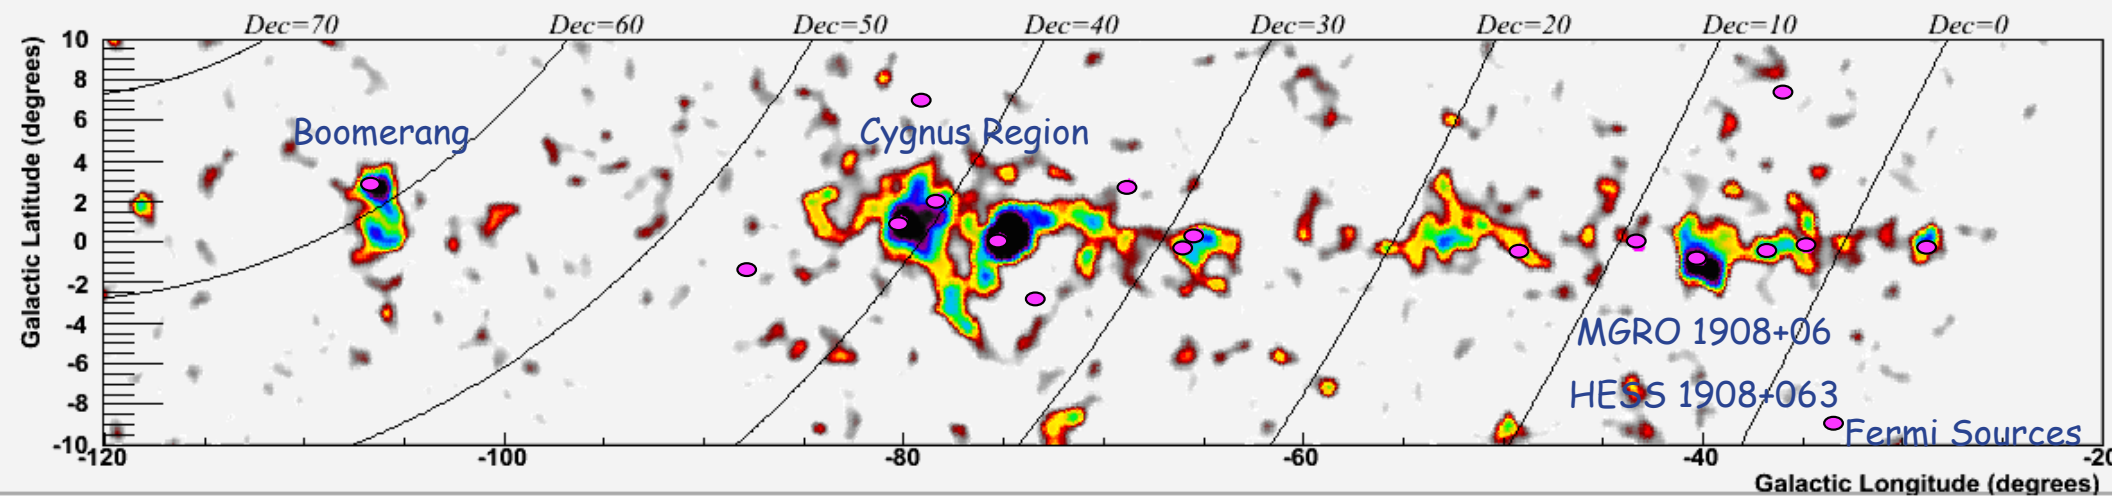 Dec=70 Dec=60 Dec=50 Dec=40 Dec=30 Dec=20 Dec=10 Dec=0
Galactic Latitude (degrees)
10
8
6
4
2
0
-2
-4
-6
-8
-10
Boomerang
Cygnus Region
MGRO 1908+06
HESS 1908+063
Fermi Sources
-120 -100 -80 -60 -40 -20
Galactic Longitude (degrees)